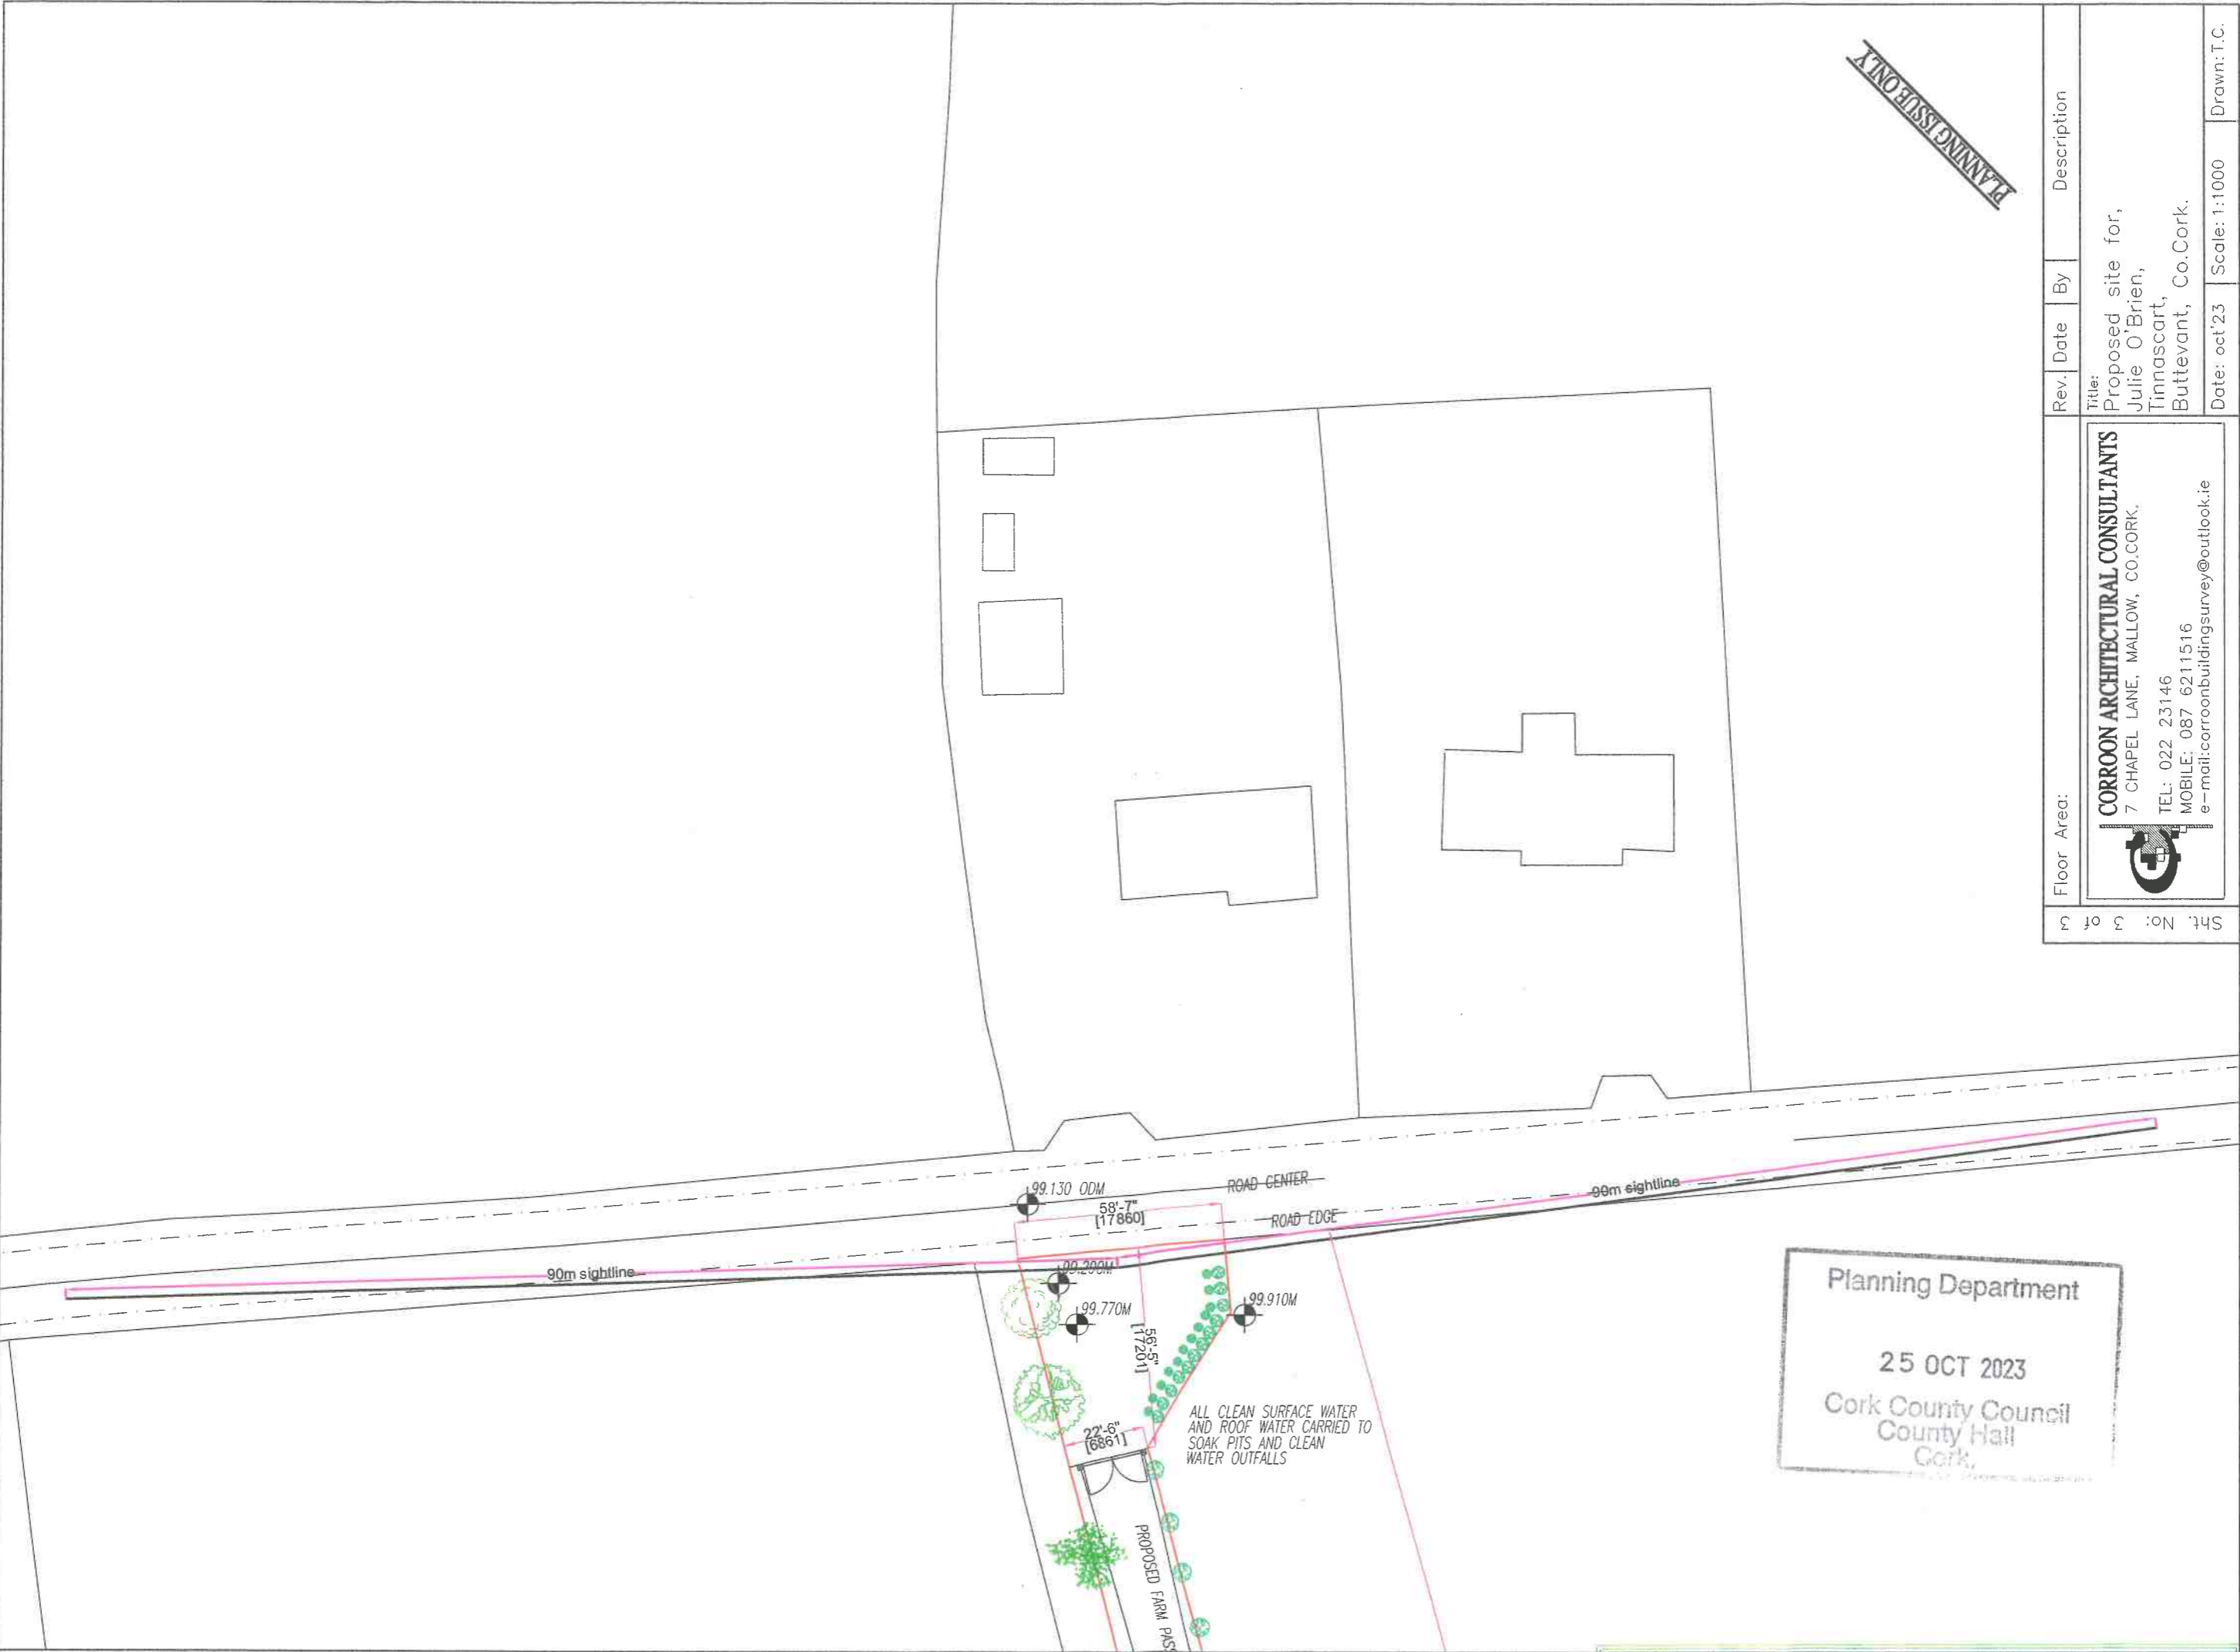 PLANNING ISSUE ONLY
99.130 ODM
ROAD CENTER
58'-7"
[17860]
ROAD EDGE
90m sightline
90m sightline
99.200M
99.770M
99.910M
56'-5"
[17201]
22'-6"
[6861]
ALL CLEAN SURFACE WATER
AND ROOF WATER CARRIED TO
SOAK PITS AND CLEAN
WATER OUTFALLS
PROPOSED FARM PAS
Planning Department
25 OCT 2023
Cork County Council
County Hall
Cork.
Sht. No: 3 of 3
Floor Area:
Rev. Date By Description
CORROON ARCHITECTURAL CONSULTANTS
7 CHAPEL LANE, MALLOW, CO.CORK.
TEL: 022 23146
MOBILE: 087 6211516
e-mail:corroonbuildingsurvey@outlook.ie
Title:
Proposed site for,
Julie O'Brien,
Tinnascart,
Buttevant, Co.Cork.
Date: oct'23 Scale: 1:1000 Drawn: T.C.